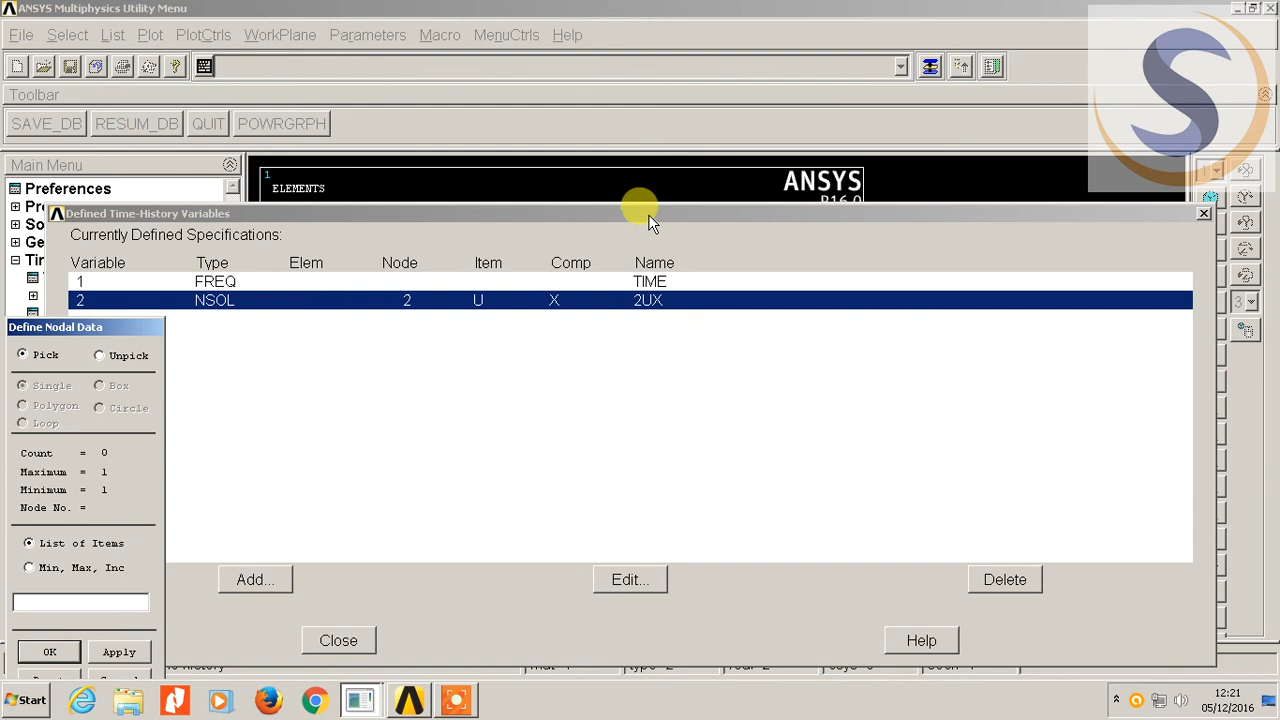 ANSYS Multiphysics Utility Menu
File Select List Plot PlotCtrls WorkPlane Parameters Macro MenuCtrls Help
Toolbar
SAVE_DB RESUM_DB QUIT POWRGRPH
Main Menu
1
ELEMENTS
ANSYS
R16.0
Preferences
Defined Time-History Variables
Currently Defined Specifications:
Variable Type Elem Node Item Comp Name
1 FREQ TIME
2 NSOL 2 U X 2UX
3
Define Nodal Data
Pick Unpick
Single Box
Polygon Circle
Loop
Count = 0
Maximum = 1
Minimum = 1
Node No. =
List of Items
Min, Max, Inc
OK Apply
Add... Edit... Delete
Close Help
Start
12:21
05/12/2016